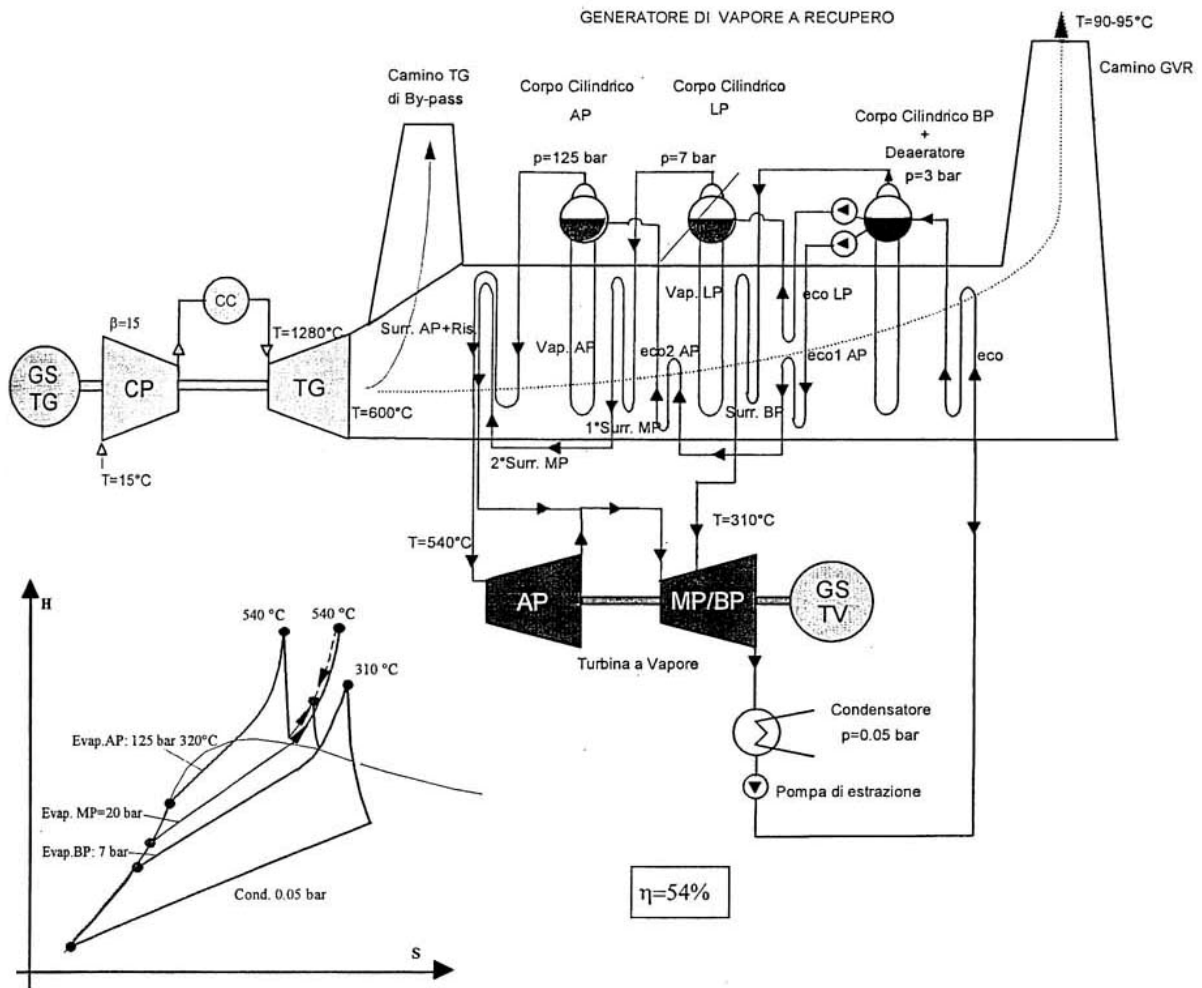 GENERATORE DI VAPORE A RECUPERO
T=90-95°C
Camino GVR
Camino TG
di By-pass
Corpo Cilindrico
AP
Corpo Cilindrico
LP
Corpo Cilindrico BP
+
Deaeratore
p=3 bar
p=125 bar
p=7 bar
CC
β=15
T=1280°C
Surr. AP+Ris.
Vap. AP
eco2 AP
Vap. LP
eco LP
eco1 AP
eco
GS
TG
CP
TG
T=600°C
T=15°C
1°Surr. MP
Surr. BP
2°Surr. MP
T=540°C
T=310°C
AP
MP/BP
GS
TV
Turbina a Vapore
Condensatore
p=0.05 bar
Pompa di estrazione
η=54%
H
540 °C
540 °C
310 °C
Evap.AP: 125 bar 320°C
Evap. MP=20 bar
Evap.BP: 7 bar
Cond. 0.05 bar
S